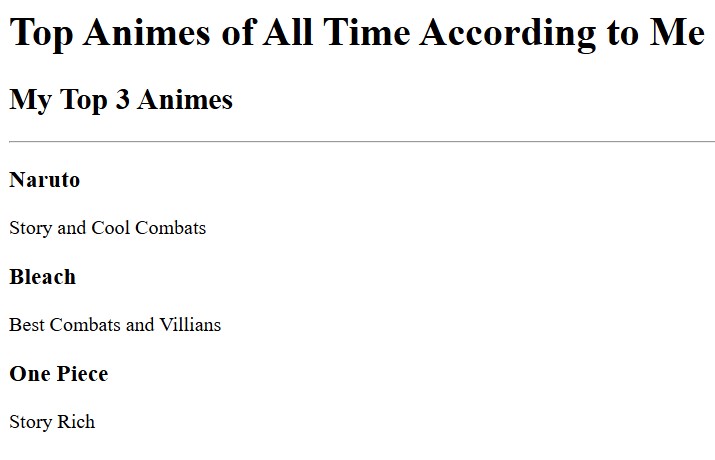 Top Animes of All Time According to Me
My Top 3 Animes
Naruto
Story and Cool Combats
Bleach
Best Combats and Villians
One Piece
Story Rich